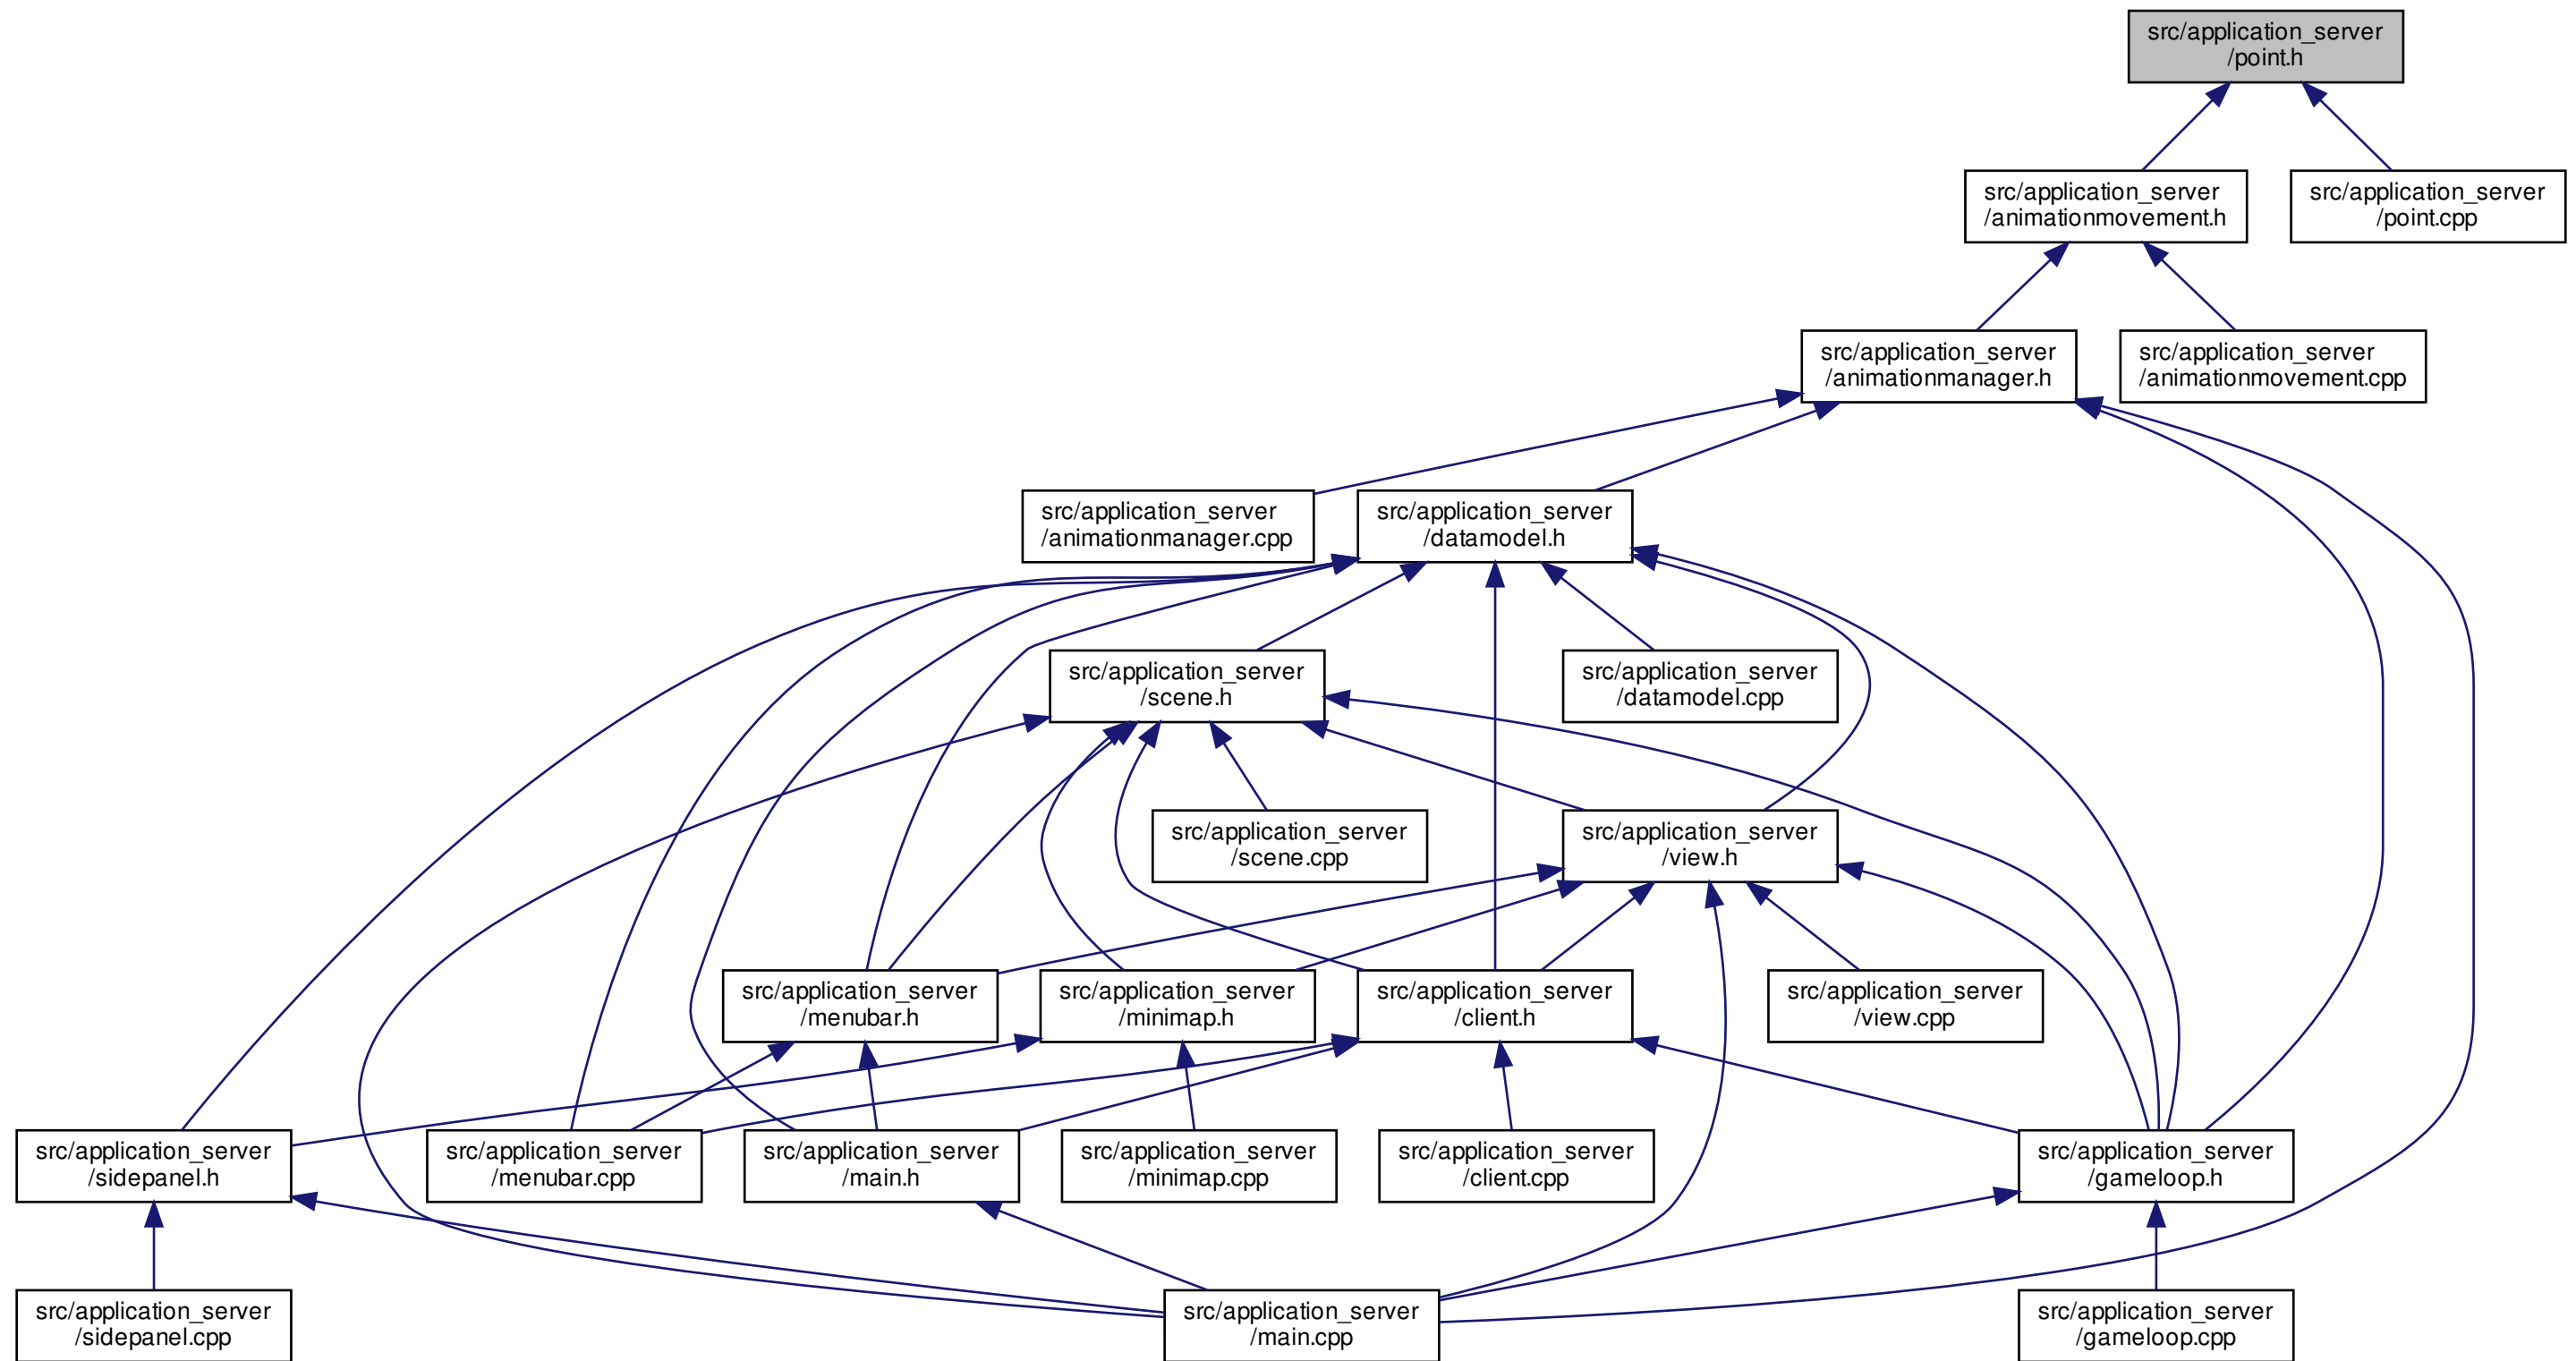 src/application_server
/point.h
src/application_server
/animationmovement.h
src/application_server
/point.cpp
src/application_server
/animationmanager.h
src/application_server
/animationmovement.cpp
src/application_server
/animationmanager.cpp
src/application_server
/datamodel.h
src/application_server
/scene.h
src/application_server
/datamodel.cpp
src/application_server
/scene.cpp
src/application_server
/view.h
src/application_server
/menubar.h
src/application_server
/minimap.h
src/application_server
/client.h
src/application_server
/view.cpp
src/application_server
/sidepanel.h
src/application_server
/menubar.cpp
src/application_server
/main.h
src/application_server
/minimap.cpp
src/application_server
/client.cpp
src/application_server
/gameloop.h
src/application_server
/sidepanel.cpp
src/application_server
/main.cpp
src/application_server
/gameloop.cpp